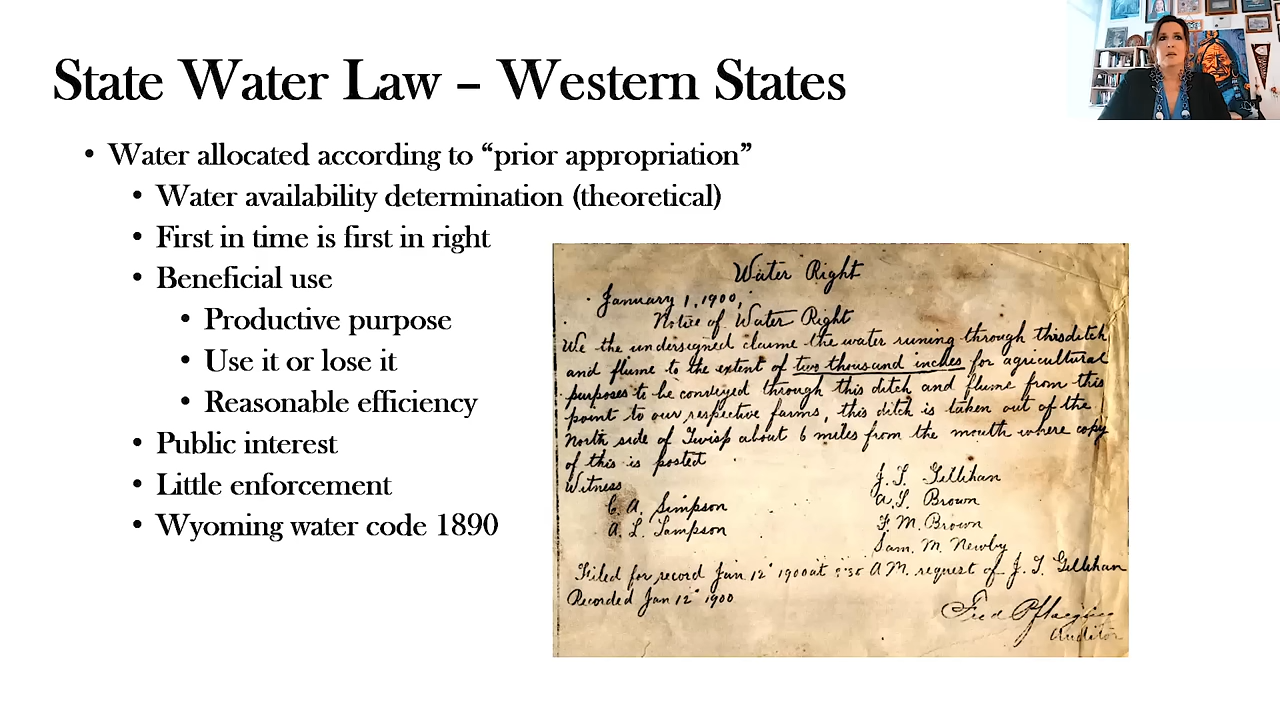 State Water Law – Western States
• Water allocated according to “prior appropriation”
• Water availability determination (theoretical)
• First in time is first in right
• Beneficial use
• Productive purpose
• Use it or lose it
• Reasonable efficiency
• Public interest
• Little enforcement
• Wyoming water code 1890
Water Right
January 1, 1900,
Notice of Water Right
We the undersigned claime the water runing through this ditch
and flume to the extent of two thousand inches for agricultural
purposes to be conveyed through this ditch and flume from this
point to our respective farms, this ditch is taken out of the
North side of Twisp about 6 miles from the mouth where copy
of this is posted
Witness
C. A. Simpson
A. L. Sampson
J. T. Gillihan
A. L. Brown
F. M. Brown
Sam. M. Newby
Filed for record Jan 12" 1900 at A M. request of J. T. Gillihan
Recorded Jan 12" 1900
Fred
Auditor